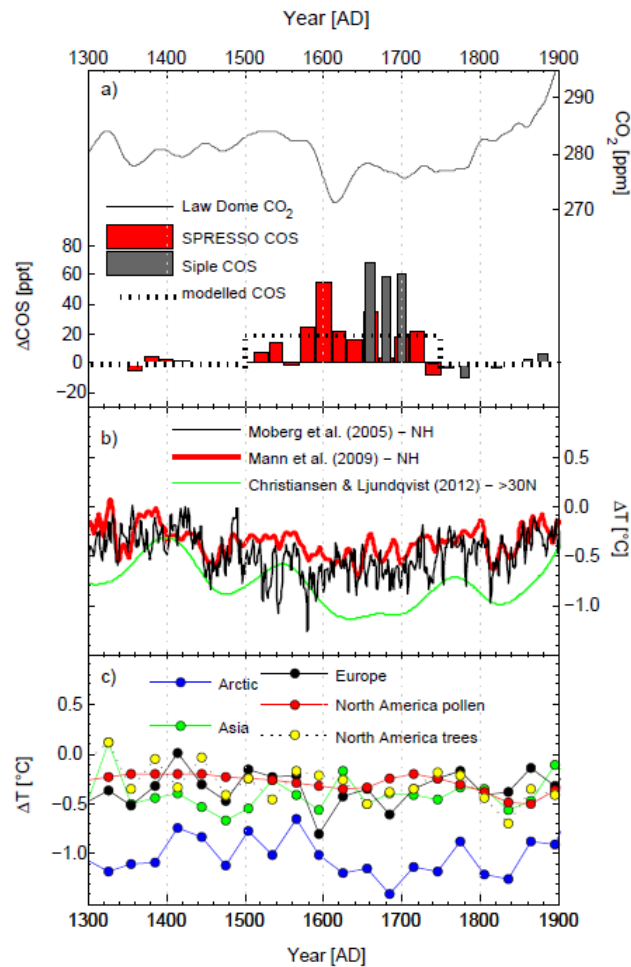 Year [AD]
1300 1400 1500 1600 1700 1800 1900
a)
290
280
270
CO2 [ppm]
Law Dome CO2
SPRESSO COS
Siple COS
modelled COS
80
60
40
20
0
−20
ΔCOS [ppt]
b)
Moberg et al. (2005) − NH
Mann et al. (2009) − NH
Christiansen & Ljundqvist (2012) − >30N
0.5
0.0
−0.5
−1.0
ΔT [°C]
c)
Arctic
Asia
Europe
North America pollen
North America trees
0.5
0.0
−0.5
−1.0
ΔT [°C]
1300 1400 1500 1600 1700 1800 1900
Year [AD]